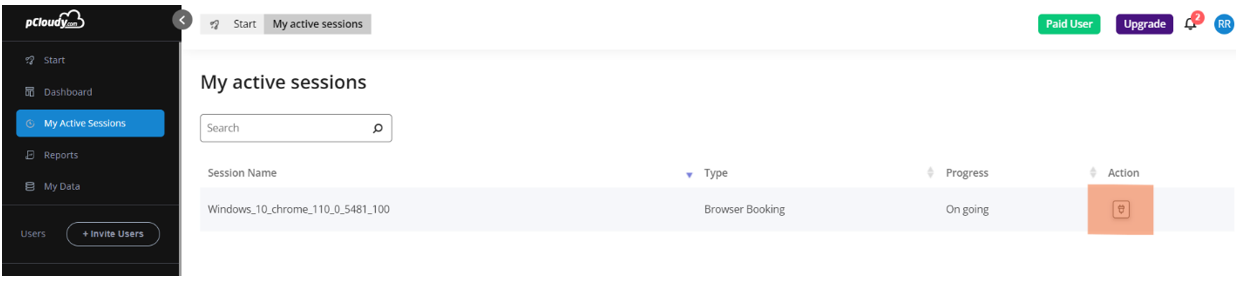 pCloudy.com
Start My active sessions Paid User Upgrade 2 RR
Start
Dashboard
My Active Sessions
Reports
My Data
Users + Invite Users
My active sessions
Search
Session Name Type Progress Action
Windows_10_chrome_110_0_5481_100 Browser Booking On going